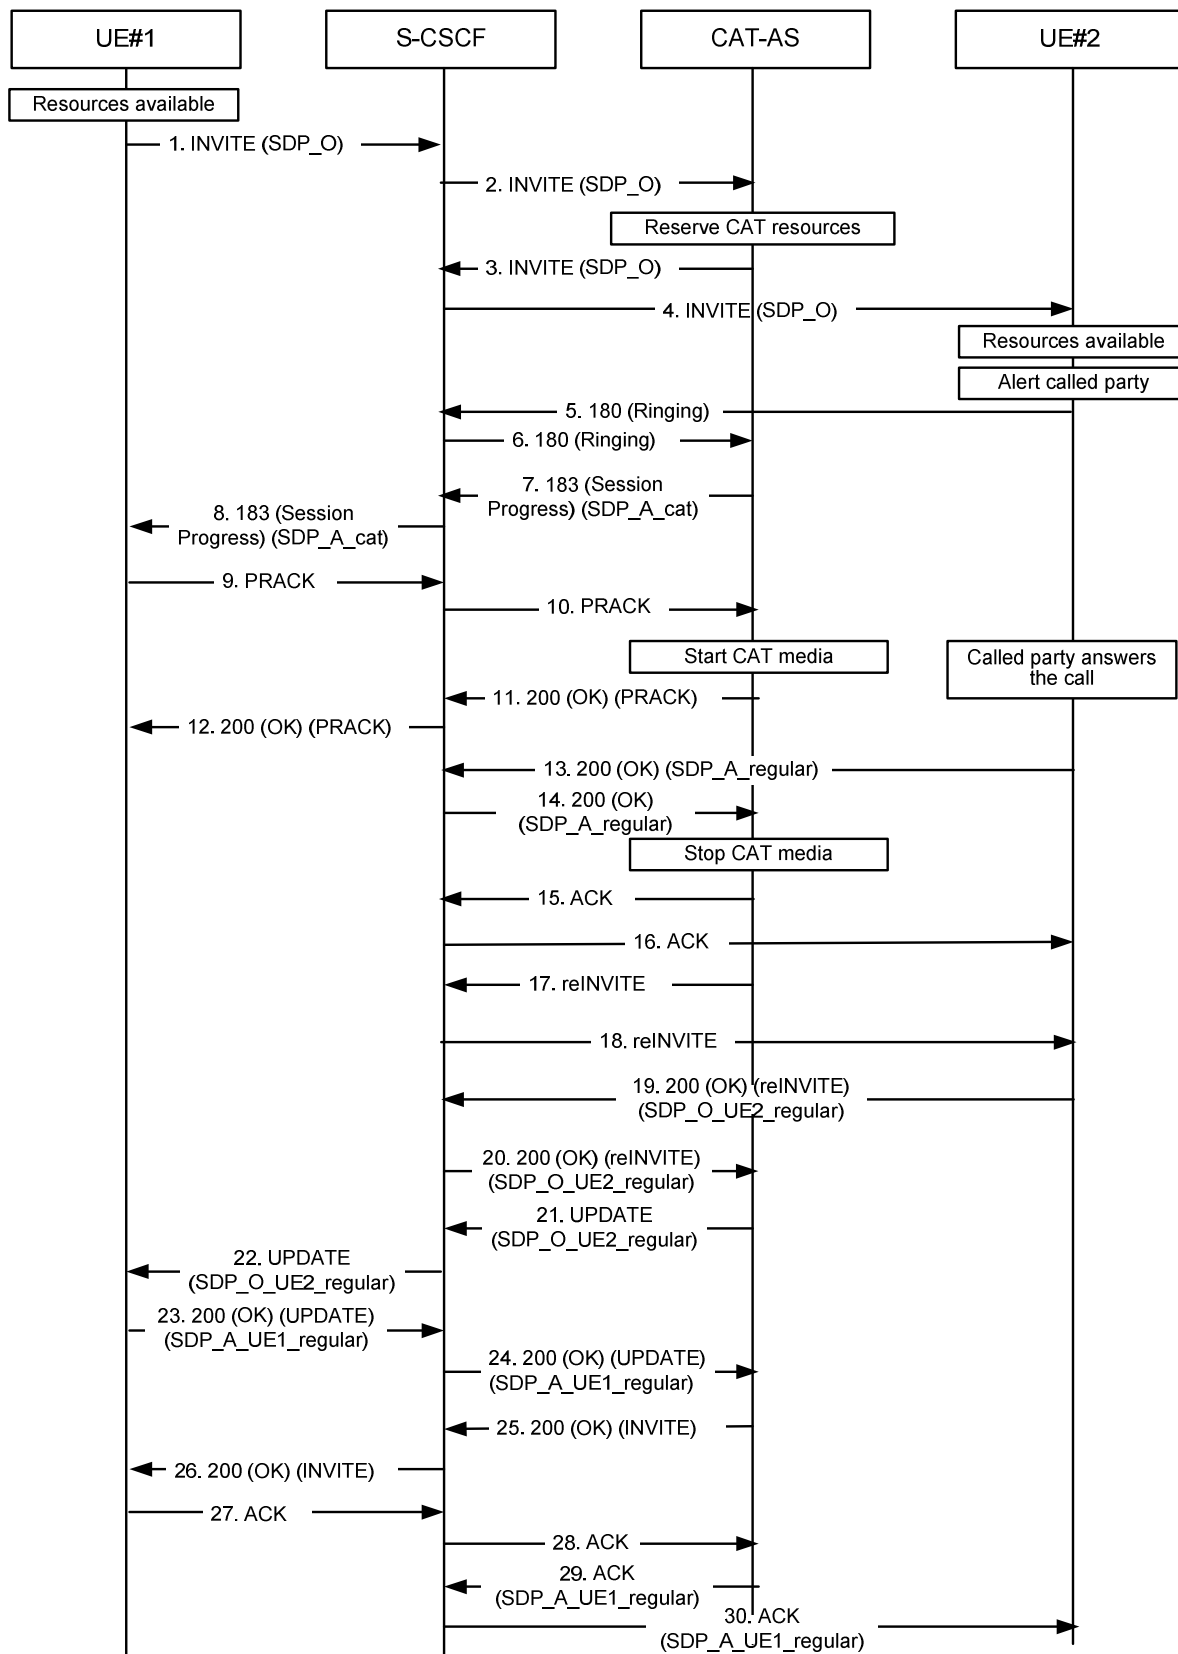 UE#1
S-CSCF
CAT-AS
UE#2
Resources available
1. INVITE (SDP_O)
2. INVITE (SDP_O)
Reserve CAT resources
3. INVITE (SDP_O)
4. INVITE (SDP_O)
Resources available
Alert called party
5. 180 (Ringing)
6. 180 (Ringing)
7. 183 (Session
Progress) (SDP_A_cat)
8. 183 (Session
Progress) (SDP_A_cat)
9. PRACK
10. PRACK
Start CAT media
Called party answers
the call
11. 200 (OK) (PRACK)
12. 200 (OK) (PRACK)
13. 200 (OK) (SDP_A_regular)
14. 200 (OK)
(SDP_A_regular)
Stop CAT media
15. ACK
16. ACK
17. reINVITE
18. reINVITE
19. 200 (OK) (reINVITE)
(SDP_O_UE2_regular)
20. 200 (OK) (reINVITE)
(SDP_O_UE2_regular)
21. UPDATE
(SDP_O_UE2_regular)
22. UPDATE
(SDP_O_UE2_regular)
23. 200 (OK) (UPDATE)
(SDP_A_UE1_regular)
24. 200 (OK) (UPDATE)
(SDP_A_UE1_regular)
25. 200 (OK) (INVITE)
26. 200 (OK) (INVITE)
27. ACK
28. ACK
29. ACK
(SDP_A_UE1_regular)
30. ACK
(SDP_A_UE1_regular)